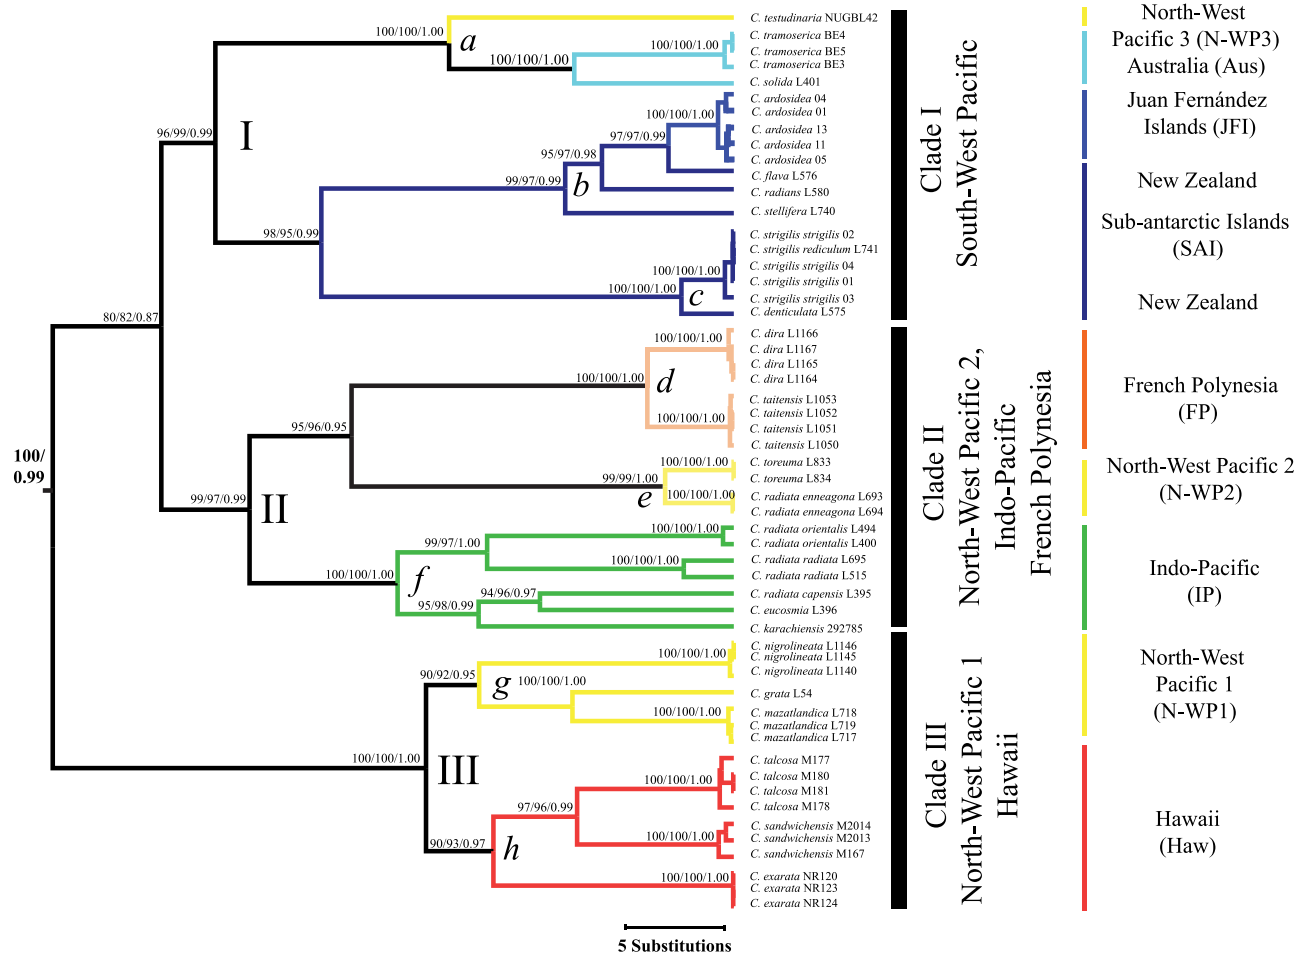 100/100/1.00
a
C. testudinaria NUGBL42
C. tramoserica BE4
100/100/1.00
C. tramoserica BE5
100/100/1.00
C. tramoserica BE3
C. solida L401
96/99/0.99
I
C. ardosidea 04
C. ardosidea 01
100/100/1.00
C. ardosidea 13
97/97/0.99
C. ardosidea 11
95/97/0.98
C. ardosidea 05
99/97/0.99
b
C. flava L576
C. radians L580
C. stellifera L740
98/95/0.99
C. strigilis strigilis 02
C. strigilis rediculum L741
C. strigilis strigilis 04
100/100/1.00
C. strigilis strigilis 01
100/100/1.00
c
C. strigilis strigilis 03
C. denticulata L575
80/82/0.87
C. dira L1166
100/100/1.00
C. dira L1167
C. dira L1165
100/100/1.00
d
C. dira L1164
C. taitensis L1053
C. taitensis L1052
100/100/1.00
C. taitensis L1051
C. taitensis L1050
95/96/0.95
100/
0.99
C. toreuma L833
100/100/1.00
C. toreuma L834
99/99/1.00
e
100/100/1.00
C. radiata enneagona L693
C. radiata enneagona L694
99/97/0.99
II
C. radiata orientalis L494
100/100/1.00
C. radiata orientalis L400
99/97/1.00
C. radiata radiata L695
100/100/1.00
C. radiata radiata L515
100/100/1.00
f
C. radiata capensis L395
94/96/0.97
C. eucosmia L396
95/98/0.99
C. karachiensis 292785
C. nigrolineata L1146
100/100/1.00
C. nigrolineata L1145
C. nigrolineata L1140
90/92/0.95
g
100/100/1.00
C. grata L54
C. mazatlandica L718
100/100/1.00
C. mazatlandica L719
C. mazatlandica L717
100/100/1.00
III
C. talcosa M177
C. talcosa M180
100/100/1.00
C. talcosa M181
C. talcosa M178
97/96/0.99
C. sandwichensis M2014
100/100/1.00
C. sandwichensis M2013
C. sandwichensis M167
90/93/0.97
h
100/100/1.00
C. exarata NR120
C. exarata NR123
C. exarata NR124
5 Substitutions
Clade I
South-West Pacific
Clade II
North-West Pacific 2,
Indo-Pacific
French Polynesia
Clade III
North-West Pacific 1
Hawaii
North-West
Pacific 3 (N-WP3)
Australia (Aus)
Juan Fernández
Islands (JFI)
New Zealand
Sub-antarctic Islands
(SAI)
New Zealand
French Polynesia
(FP)
North-West Pacific 2
(N-WP2)
Indo-Pacific
(IP)
North-West
Pacific 1
(N-WP1)
Hawaii
(Haw)